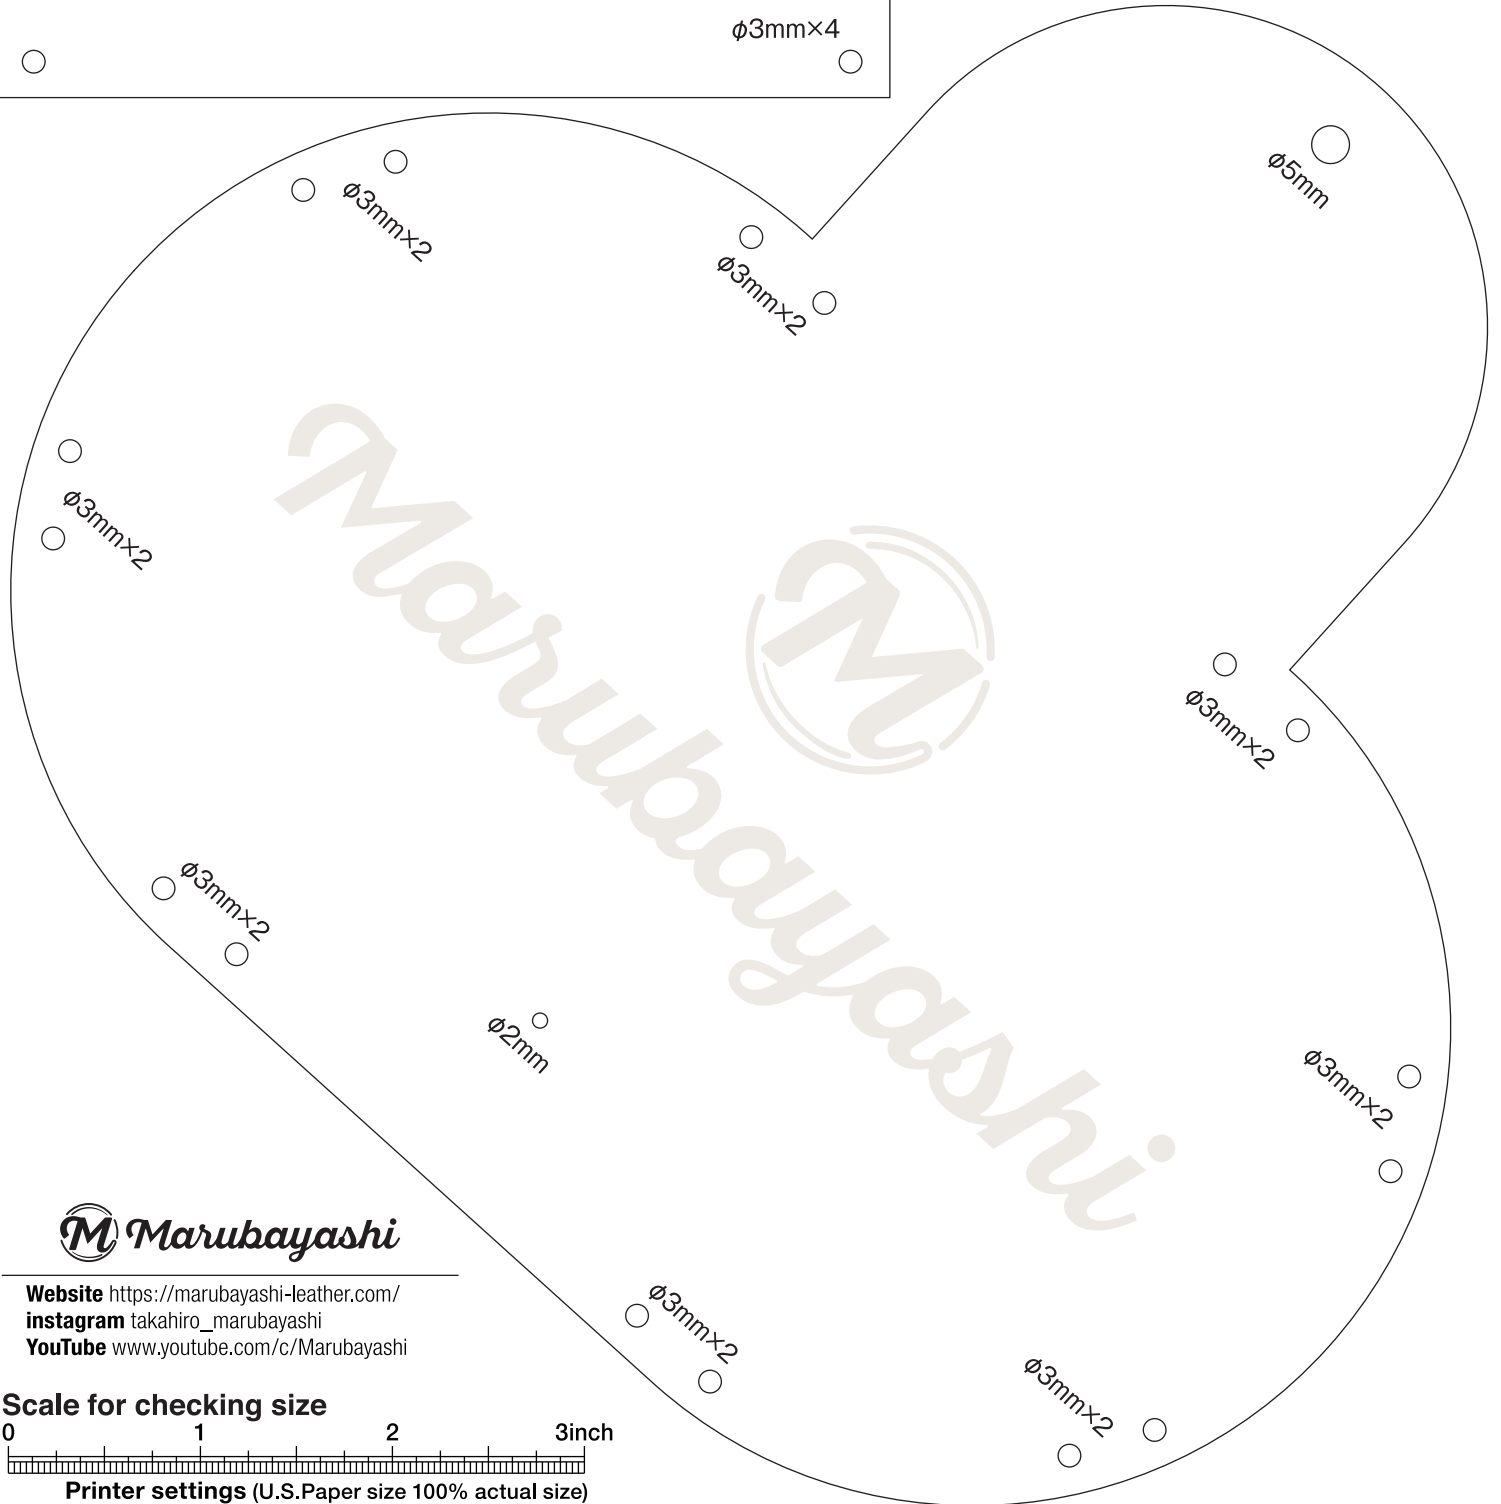 φ3mm×4
φ5mm
φ3mm×2
φ3mm×2
φ3mm×2
φ3mm×2
φ3mm×2
φ2mm
φ3mm×2
φ3mm×2
φ3mm×2
Marubayashi
M
M Marubayashi
Website https://marubayashi-leather.com/
instagram takahiro_marubayashi
YouTube www.youtube.com/c/Marubayashi
Scale for checking size
0 1 2 3inch
Printer settings (U.S.Paper size 100% actual size)